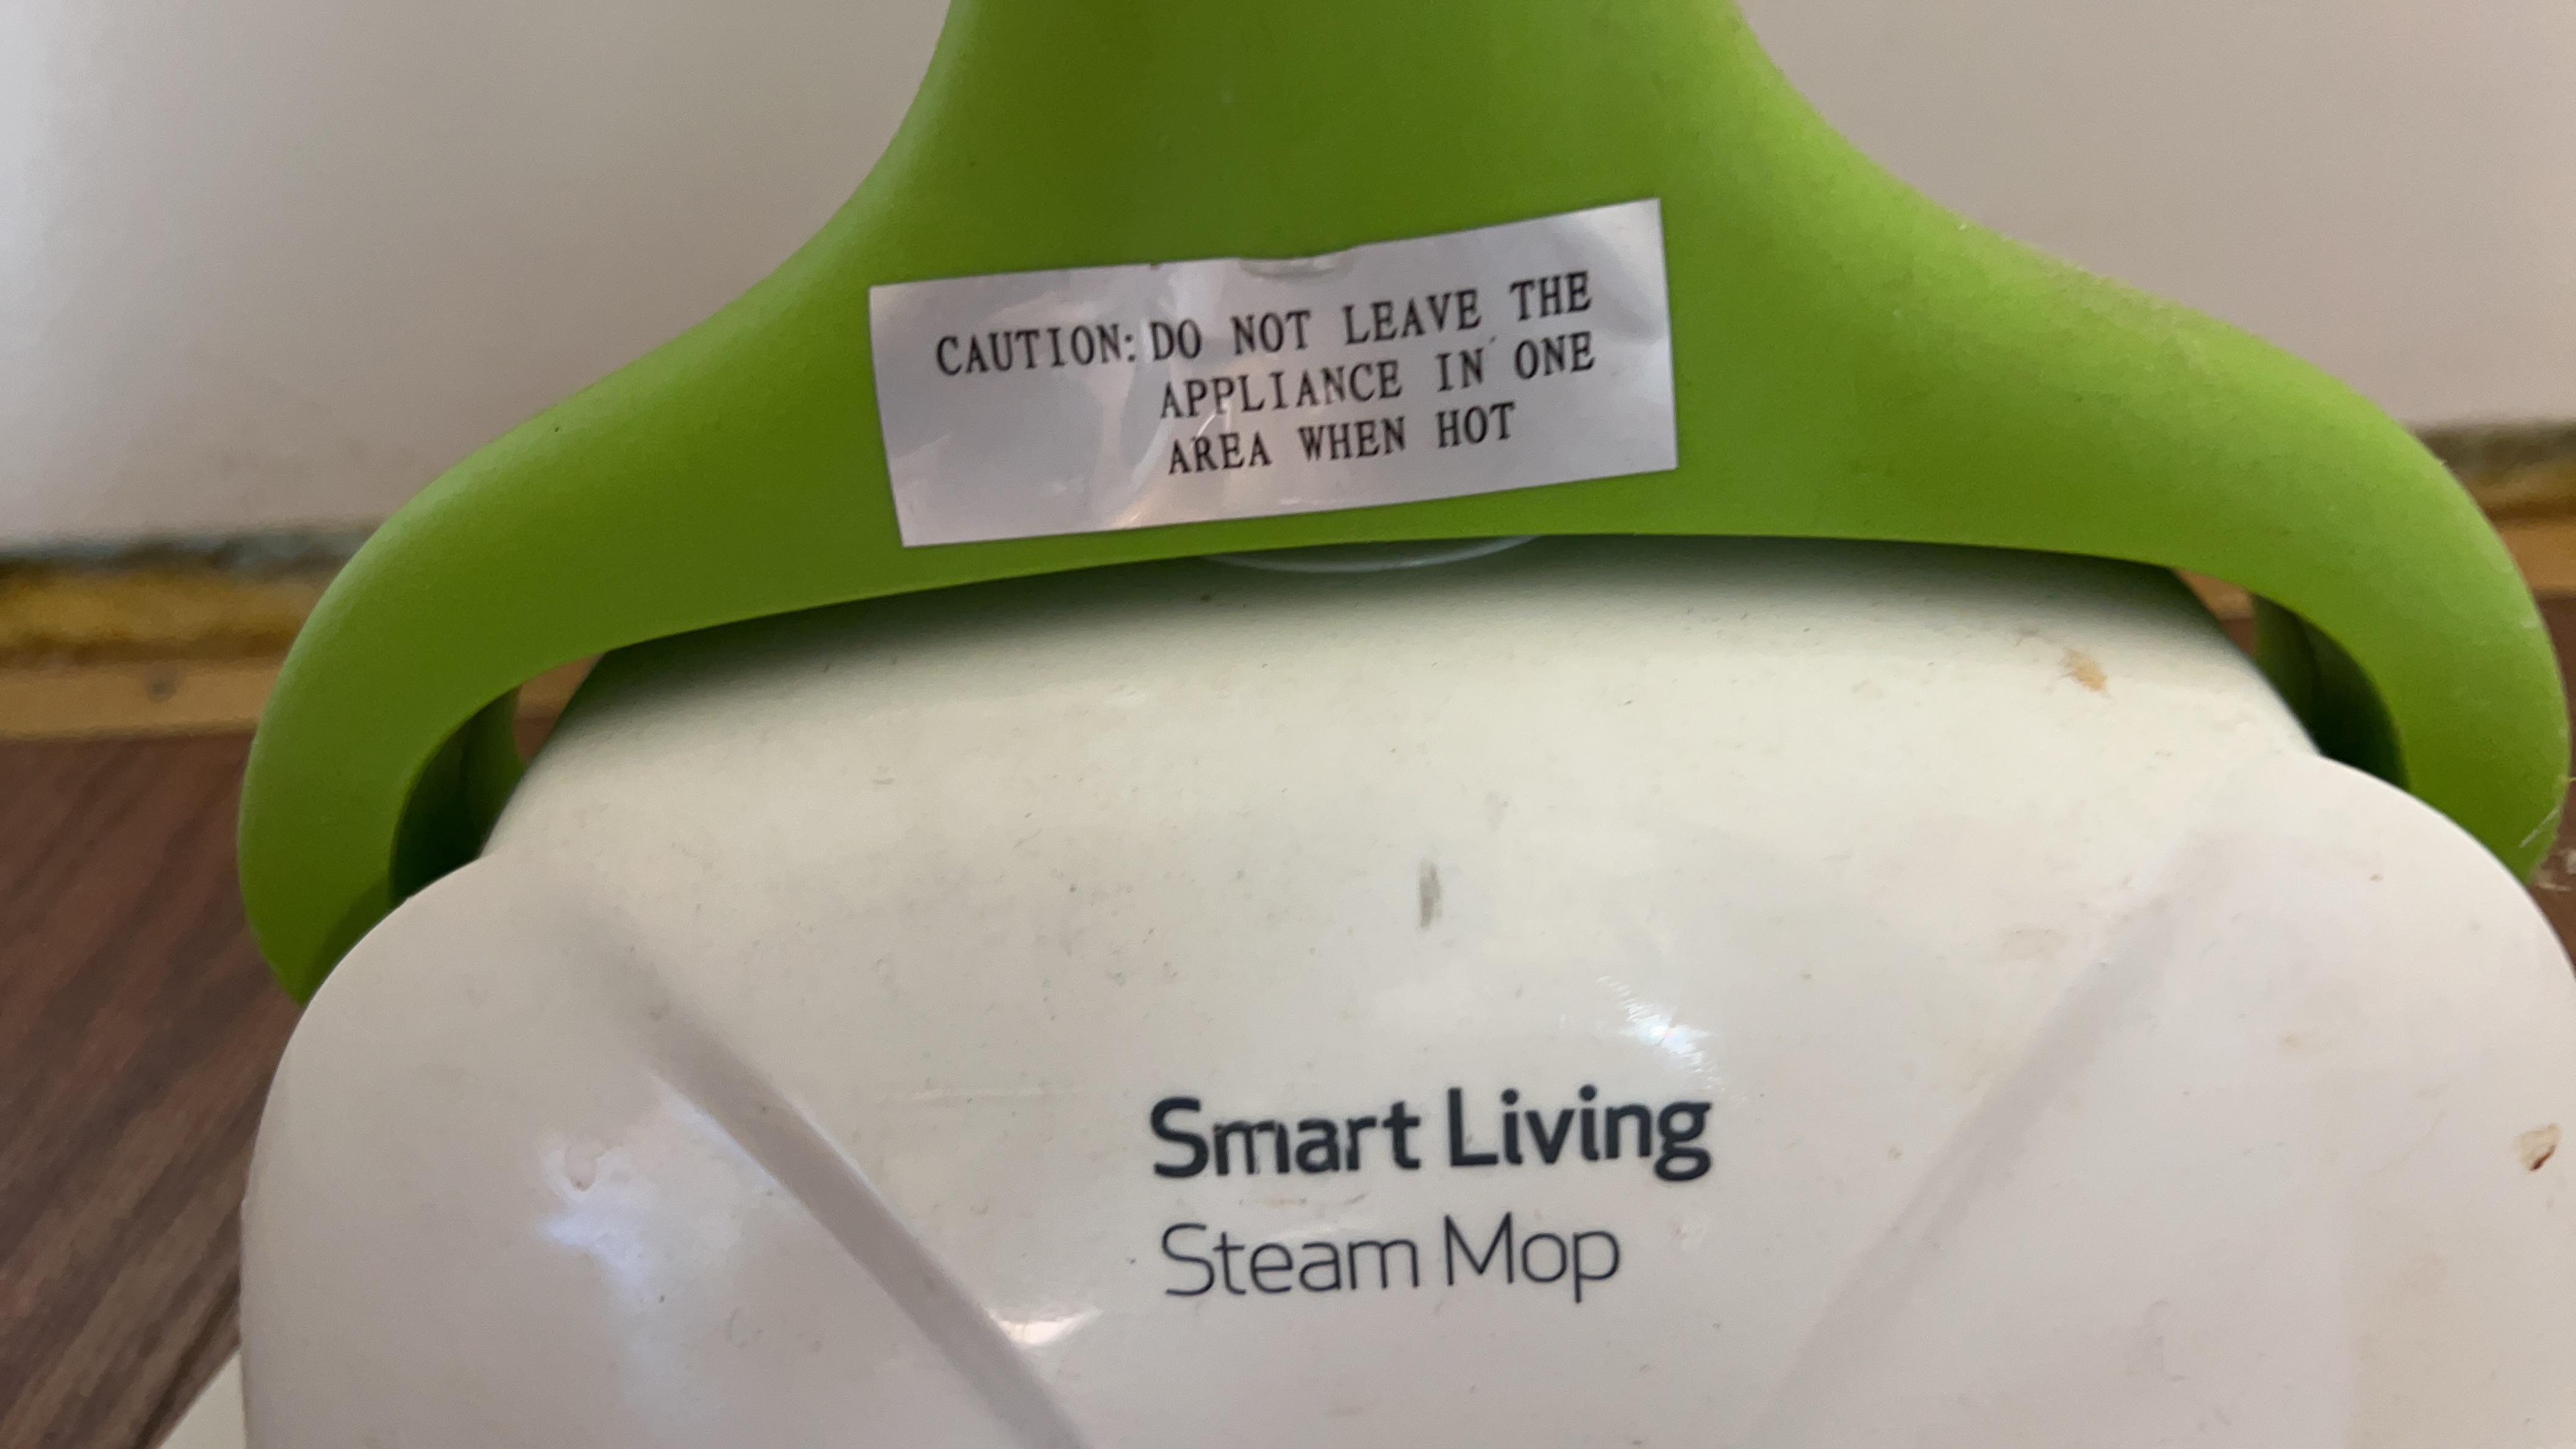 CAUTION: DO NOT LEAVE THE
APPLIANCE IN ONE
AREA WHEN HOT
Smart Living
Steam Mop